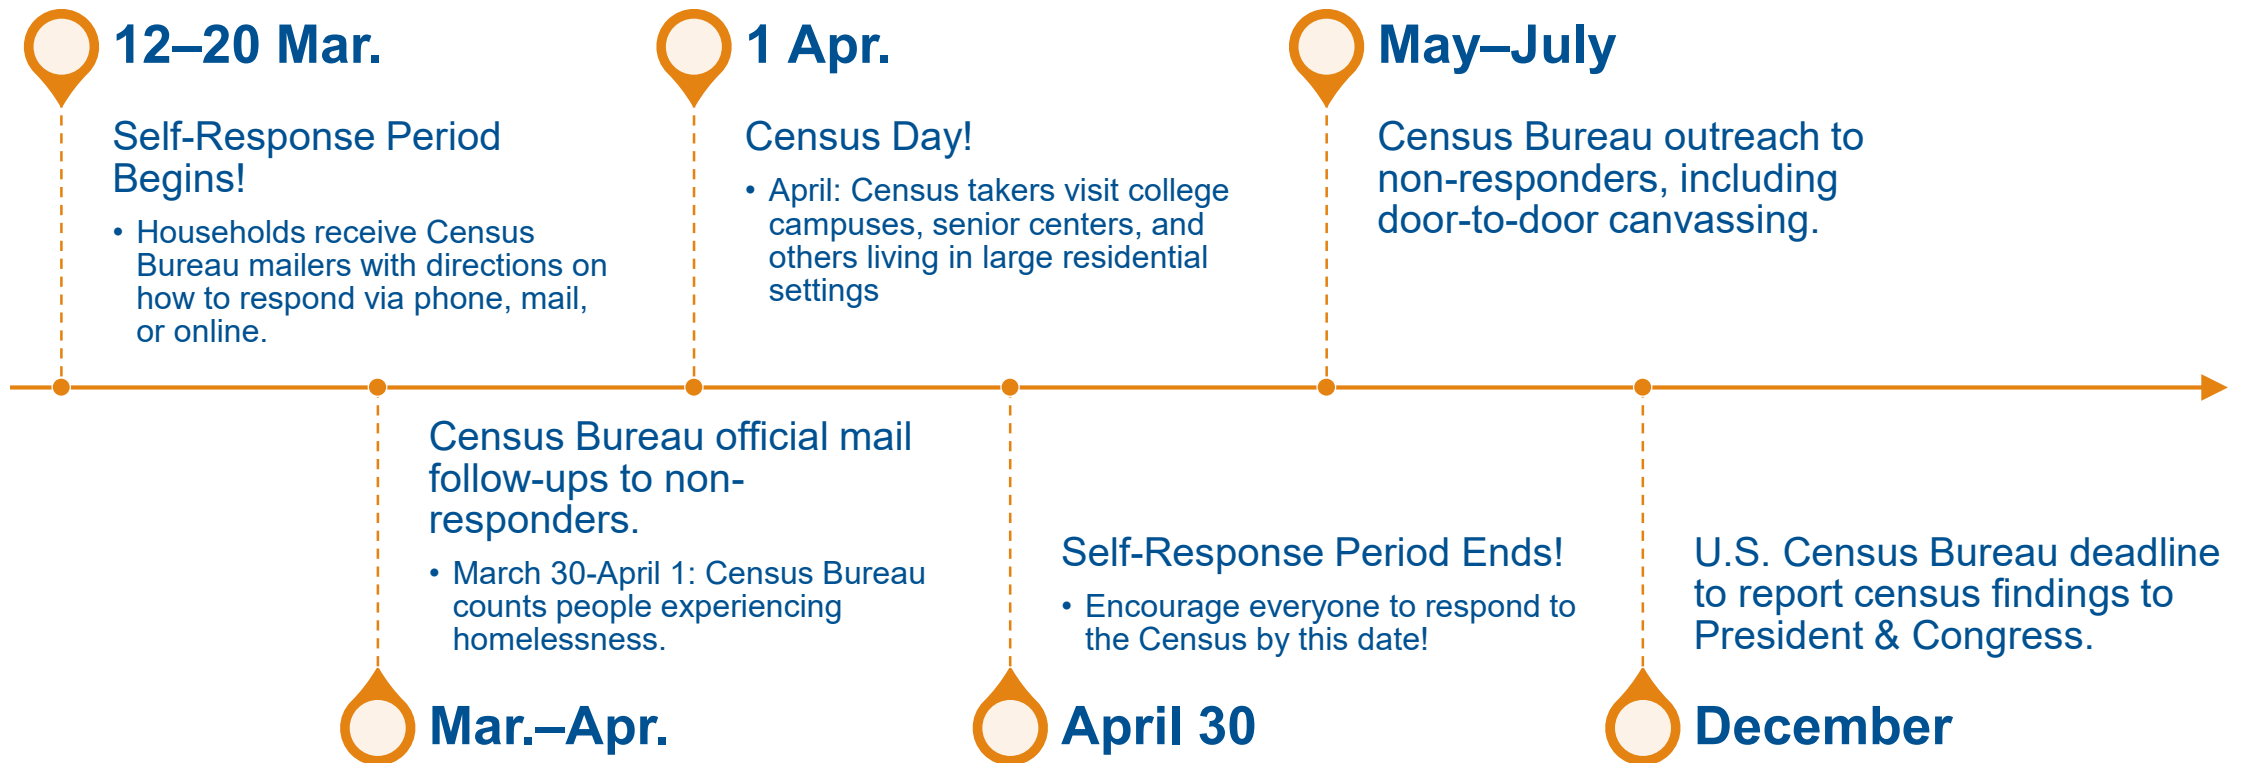 12–20 Mar.
Self-Response Period
Begins!
• Households receive Census
Bureau mailers with directions on
how to respond via phone, mail,
or online.
Census Bureau official mail
follow-ups to non-
responders.
• March 30-April 1: Census Bureau
counts people experiencing
homelessness.
Mar.–Apr.
1 Apr.
Census Day!
• April: Census takers visit college
campuses, senior centers, and
others living in large residential
settings
Self-Response Period Ends!
• Encourage everyone to respond to
the Census by this date!
April 30
May–July
Census Bureau outreach to
non-responders, including
door-to-door canvassing.
U.S. Census Bureau deadline
to report census findings to
President & Congress.
December